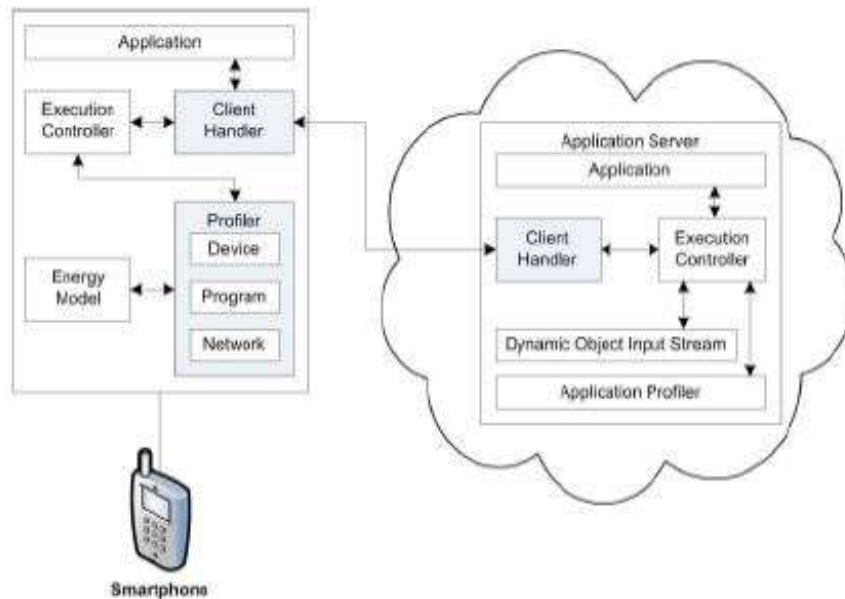 Application
Execution
Controller
Client
Handler
Profiler
Device
Program
Network
Energy
Model
Smartphone
Application Server
Application
Client
Handler
Execution
Controller
Dynamic Object Input Stream
Application Profiler